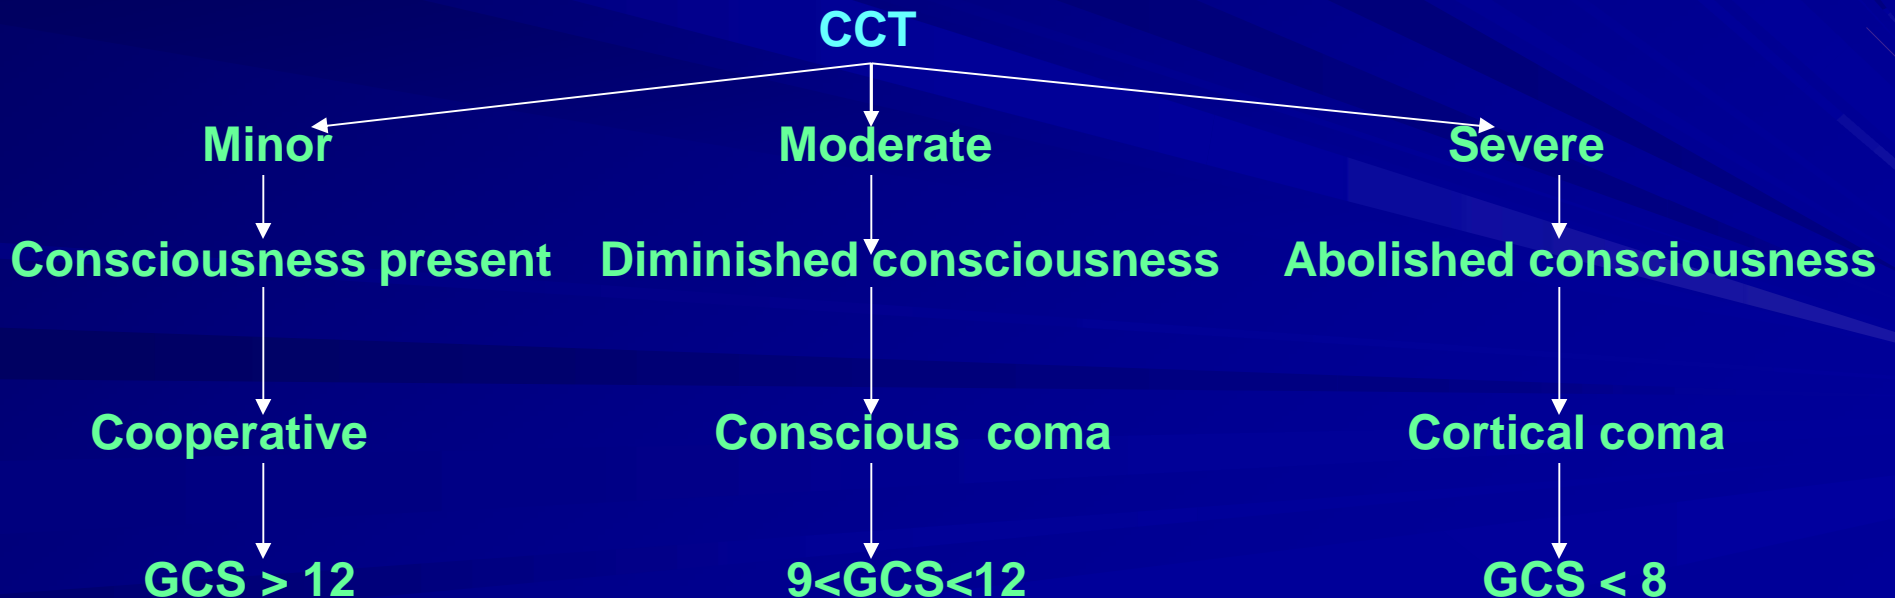 CCT
Minor Moderate Severe
Consciousness present Diminished consciousness Abolished consciousness
Cooperative Conscious coma Cortical coma
GCS > 12 9<GCS<12 GCS < 8